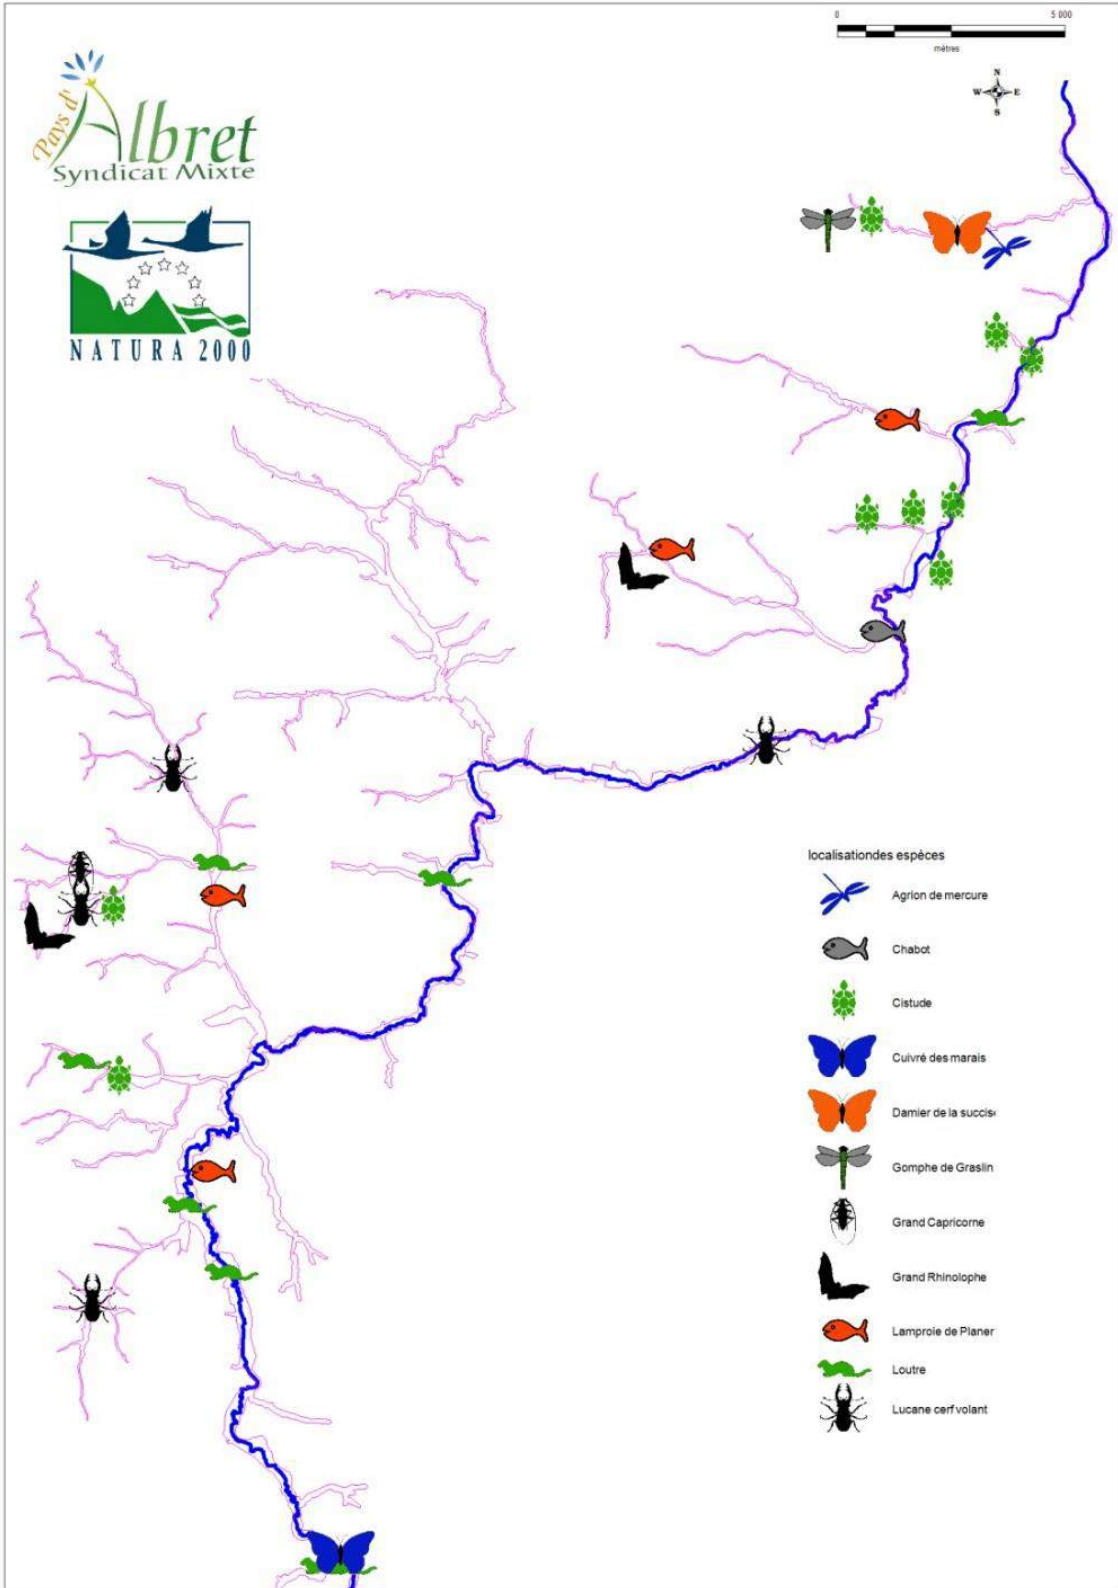 0 5 000
mètres
N
W E
S
Pays d'
Albret
Syndicat Mixte
NATURA 2000
localisationdes espèces
Agrion de mercure
Chabot
Cistude
Cuivré des marais
Damier de la succis
Gomphe de Graslin
Grand Capricorne
Grand Rhinolophe
Lamproie de Planer
Loutre
Lucane cerf volant